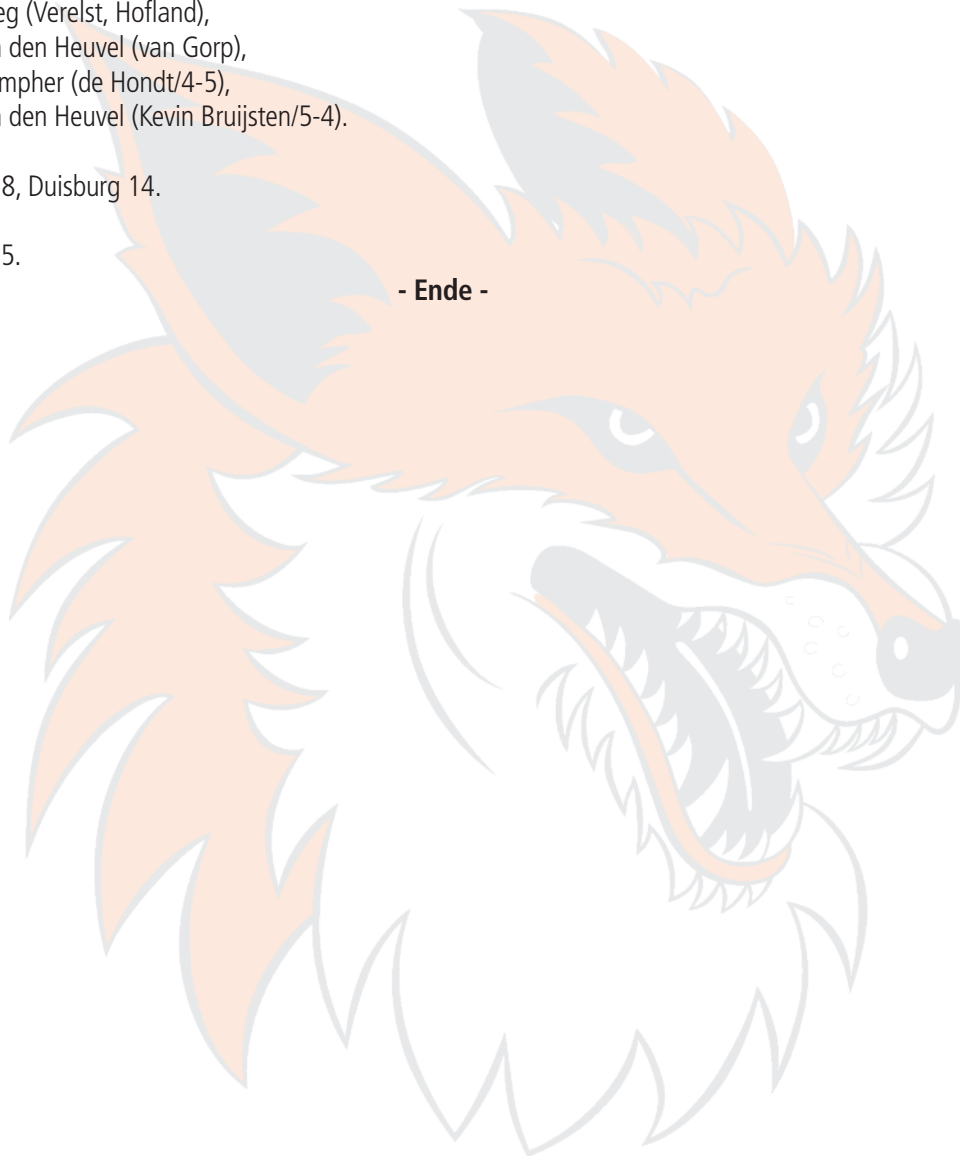 eg (Verelst, Hofland),
den Heuvel (van Gorp),
mpher (de Hondt/4-5),
den Heuvel (Kevin Bruijsten/5-4).
8, Duisburg 14.
5.
- Ende -